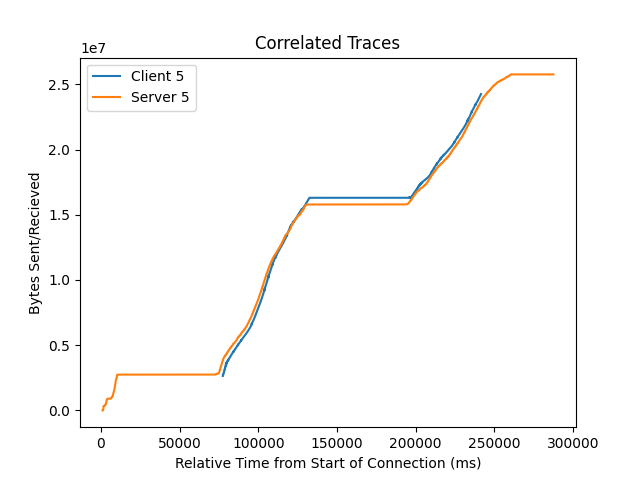 Correlated Traces
1e7
Client 5
Server 5
2.5
2.0
1.5
1.0
0.5
0.0
Bytes Sent/Recieved
0 50000 100000 150000 200000 250000 300000
Relative Time from Start of Connection (ms)